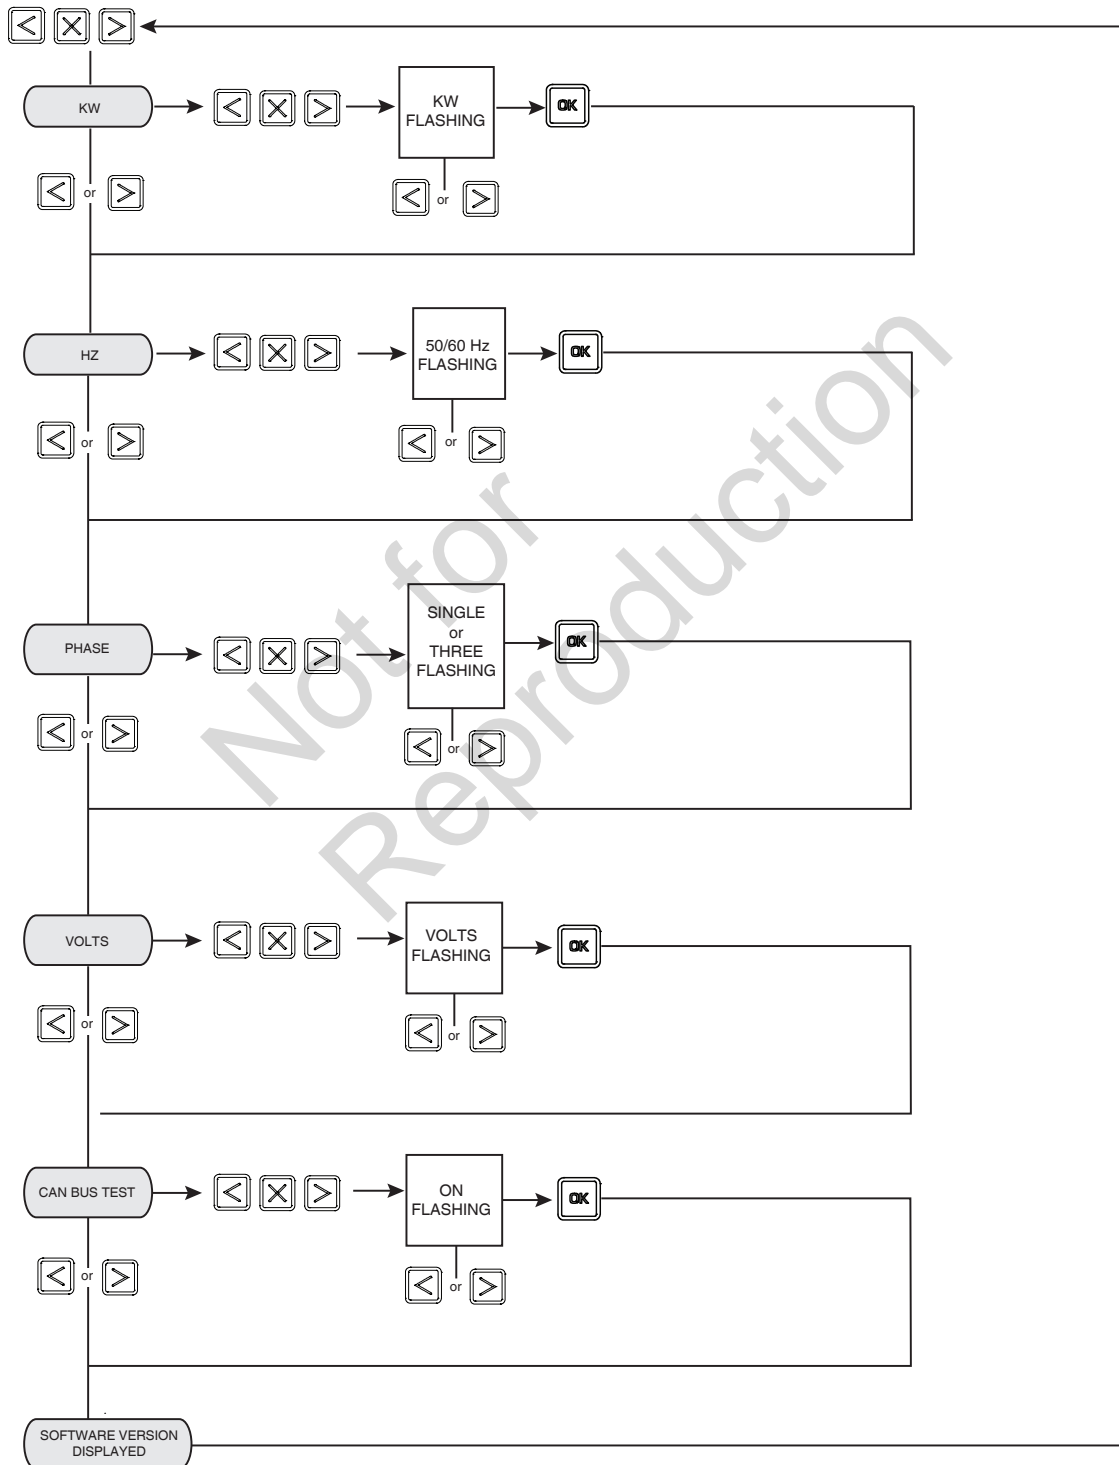 KW
KW
FLASHING
OK
or
or
HZ
50/60 Hz
FLASHING
OK
or
or
PHASE
SINGLE
or
THREE
FLASHING
OK
or
or
VOLTS
VOLTS
FLASHING
OK
or
or
CAN BUS TEST
ON
FLASHING
OK
or
or
SOFTWARE VERSION
DISPLAYED
Not for
Reproduction